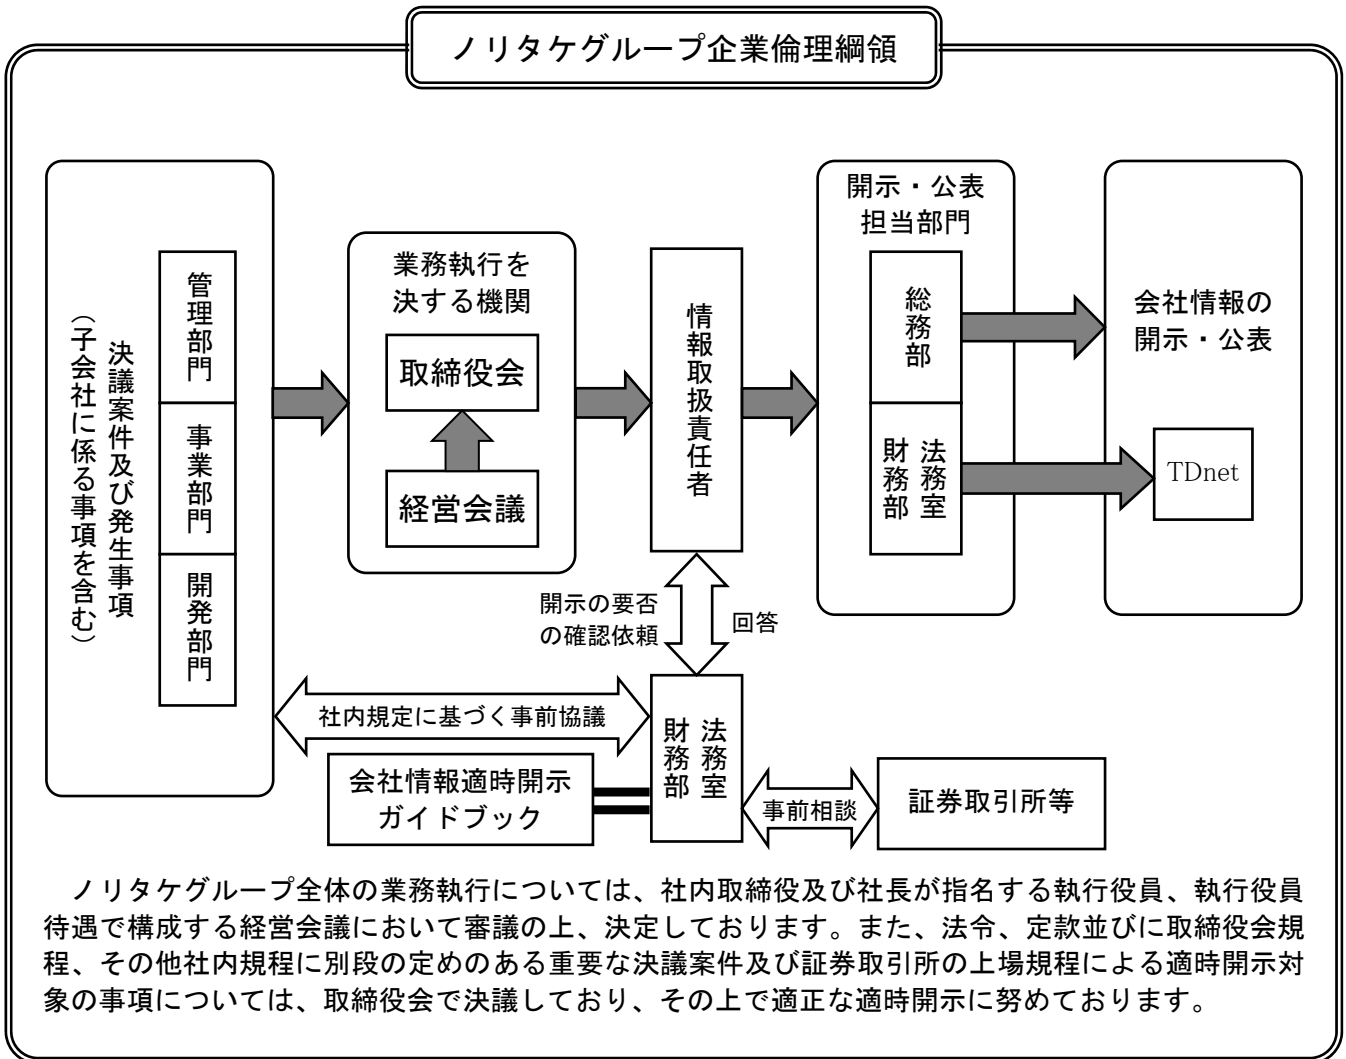 ノリタケグループ企業倫理綱領
決議案件及び発生事項
(子会社に係る事項を含む)
管理部門
事業部門
開発部門
業務執行を
決する機関
取締役会
経営会議
情報取扱責任者
開示・公表
担当部門
総務部
法務室
財務部
会社情報の
開示・公表
TDnet
開示の要否
の確認依頼
回答
社内規定に基づく事前協議
法務室
財務部
会社情報適時開示
ガイドブック
事前相談
証券取引所等
ノリタケグループ全体の業務執行については、社内取締役及び社長が指名する執行役員、執行役員
待遇で構成する経営会議において審議の上、決定しております。また、法令、定款並びに取締役会規
程、その他社内規程に別段の定めのある重要な決議案件及び証券取引所の上場規程による適時開示対
象の事項については、取締役会で決議しており、その上で適正な適時開示に努めております。